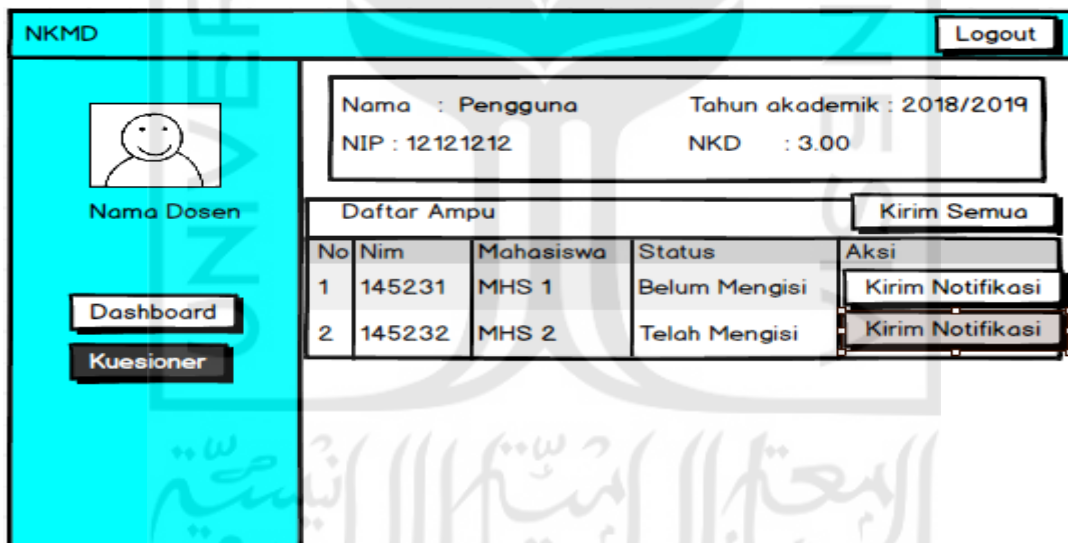 NKMD
Logout
Nama : Pengguna
Tahun akademik : 2018/2019
NIP : 12121212
NKD : 3.00
Nama Dosen
Dashboard
Kuesioner
Daftar Ampu
Kirim Semua
No Nim Mahasiswa Status Aksi
1 145231 MHS 1 Belum Mengisi Kirim Notifikasi
2 145232 MHS 2 Telah Mengisi Kirim Notifikasi